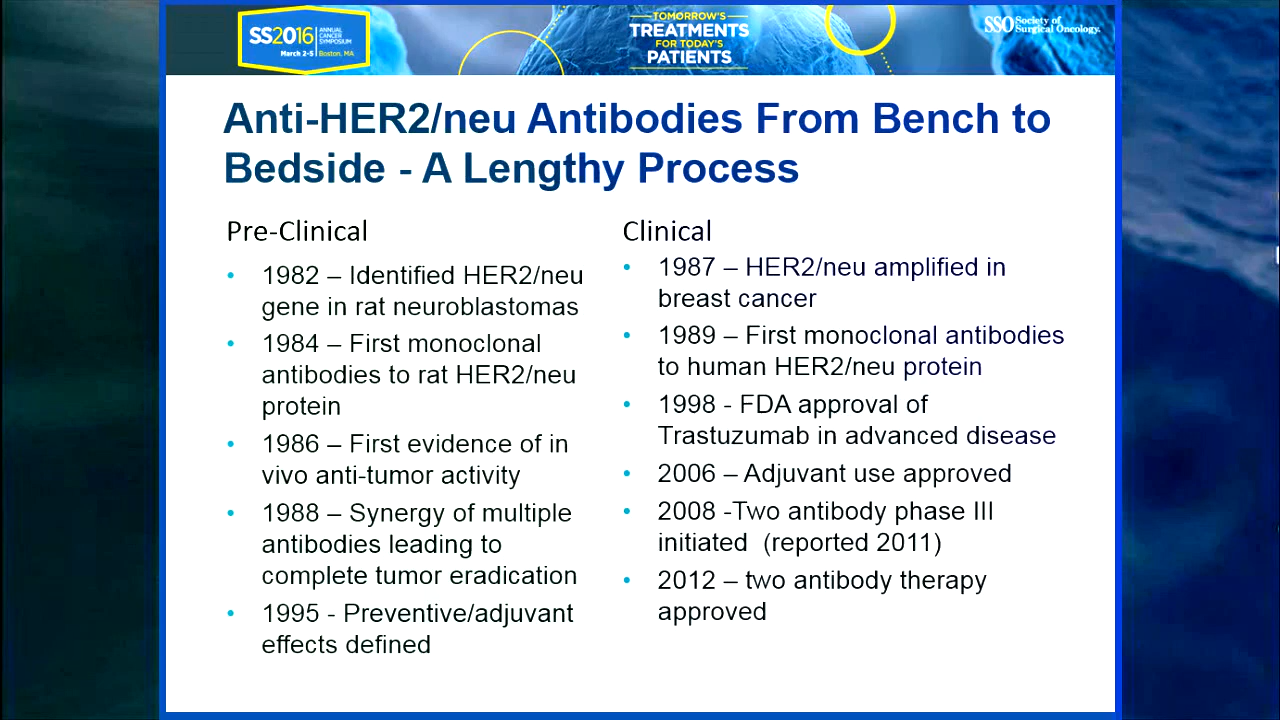 SS2016 ANNUAL CANCER SYMPOSIUM
March 2-5 | Boston, MA
TOMORROW'S
TREATMENTS
FOR TODAY'S
PATIENTS
SSO Society of Surgical Oncology.
Anti-HER2/neu Antibodies From Bench to
Bedside - A Lengthy Process
Pre-Clinical
• 1982 – Identified HER2/neu
gene in rat neuroblastomas
• 1984 – First monoclonal
antibodies to rat HER2/neu
protein
• 1986 – First evidence of in
vivo anti-tumor activity
• 1988 – Synergy of multiple
antibodies leading to
complete tumor eradication
• 1995 - Preventive/adjuvant
effects defined
Clinical
• 1987 – HER2/neu amplified in
breast cancer
• 1989 – First monoclonal antibodies
to human HER2/neu protein
• 1998 - FDA approval of
Trastuzumab in advanced disease
• 2006 – Adjuvant use approved
• 2008 -Two antibody phase III
initiated (reported 2011)
• 2012 – two antibody therapy
approved